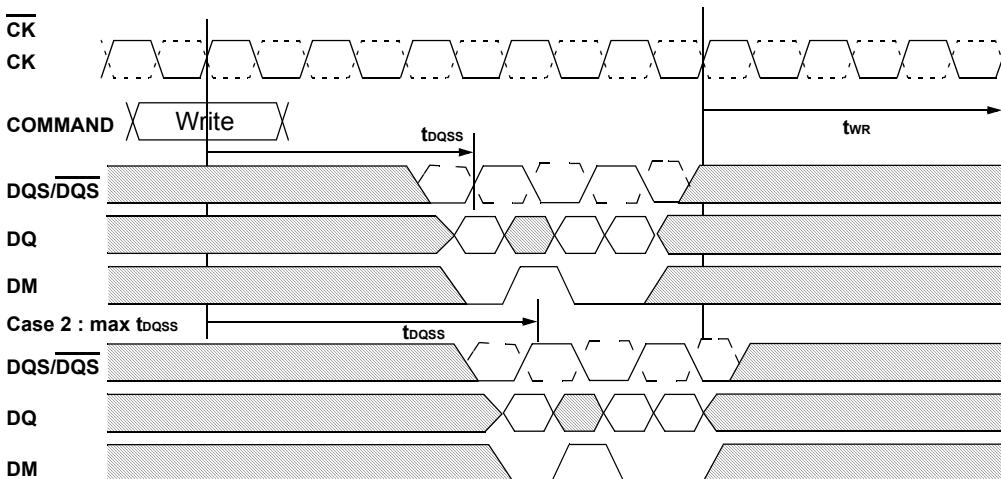 CK
CK
COMMAND Write
tDQSS
tWR
DQS/DQS
DQ
DM
Case 2 : max tDQSS
tDQSS
DQS/DQS
DQ
DM